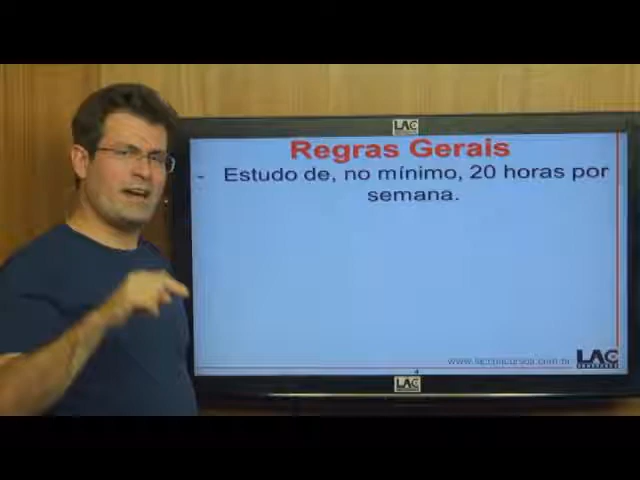 LAC
Regras Gerais
- Estudo de, no mínimo, 20 horas por
semana.
LAC
LAC